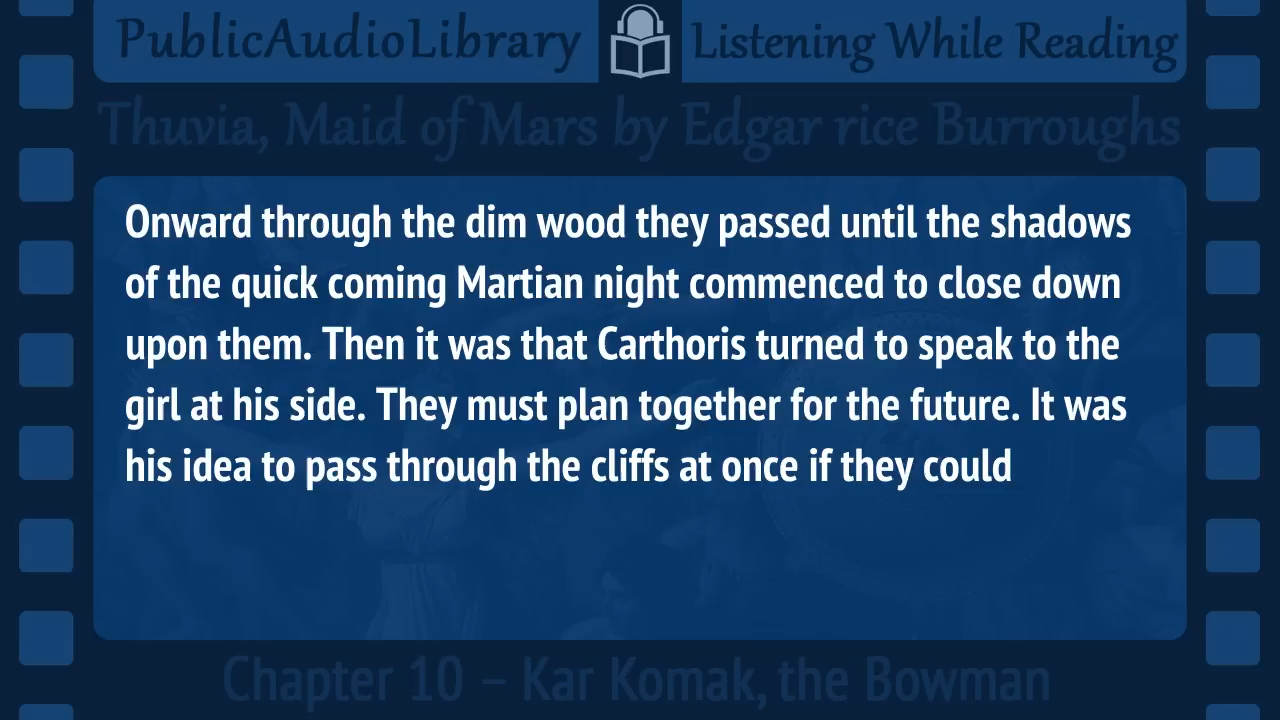 PublicAudioLibrary Listening While Reading
Thuvia, Maid of Mars by Edgar rice Burroughs
Onward through the dim wood they passed until the shadows
of the quick coming Martian night commenced to close down
upon them. Then it was that Carthoris turned to speak to the
girl at his side. They must plan together for the future. It was
his idea to pass through the cliffs at once if they could
Chapter 10 – Kar Komak, the Bowman